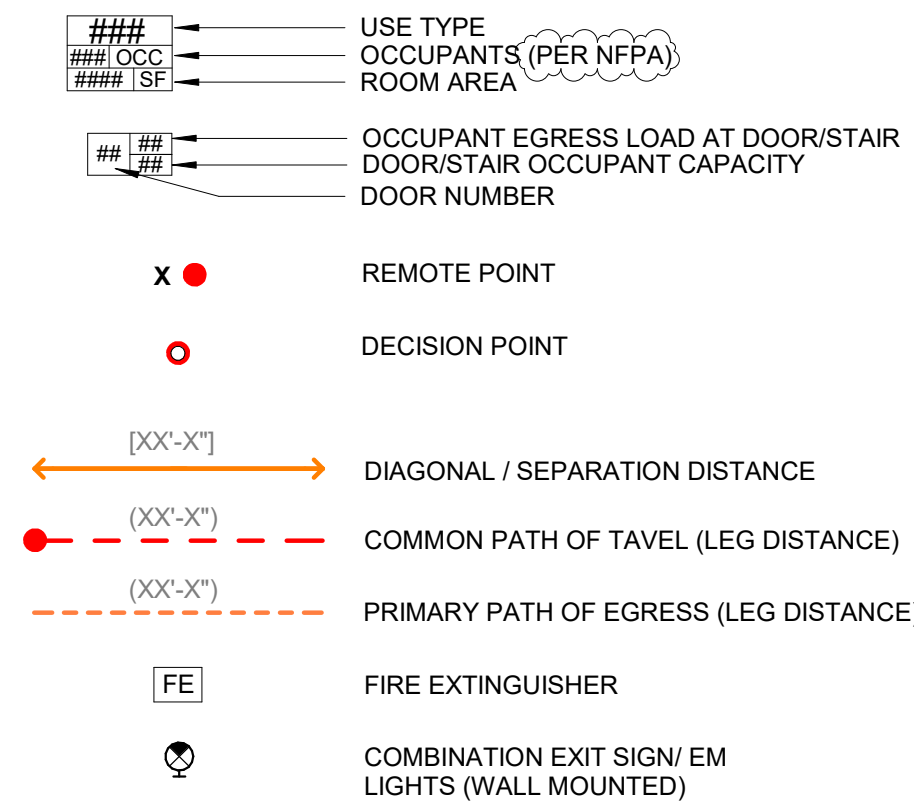 ### USE TYPE
### OCC OCCUPANTS (PER NFPA)
#### SF ROOM AREA
## OCCUPANT EGRESS LOAD AT DOOR/STAIR
## ## DOOR/STAIR OCCUPANT CAPACITY
DOOR NUMBER
X REMOTE POINT
DECISION POINT
[XX'-X"]
DIAGONAL / SEPARATION DISTANCE
(XX'-X")
COMMON PATH OF TAVEL (LEG DISTANCE)
(XX'-X")
PRIMARY PATH OF EGRESS (LEG DISTANCE)
FE FIRE EXTINGUISHER
COMBINATION EXIT SIGN/ EM
LIGHTS (WALL MOUNTED)